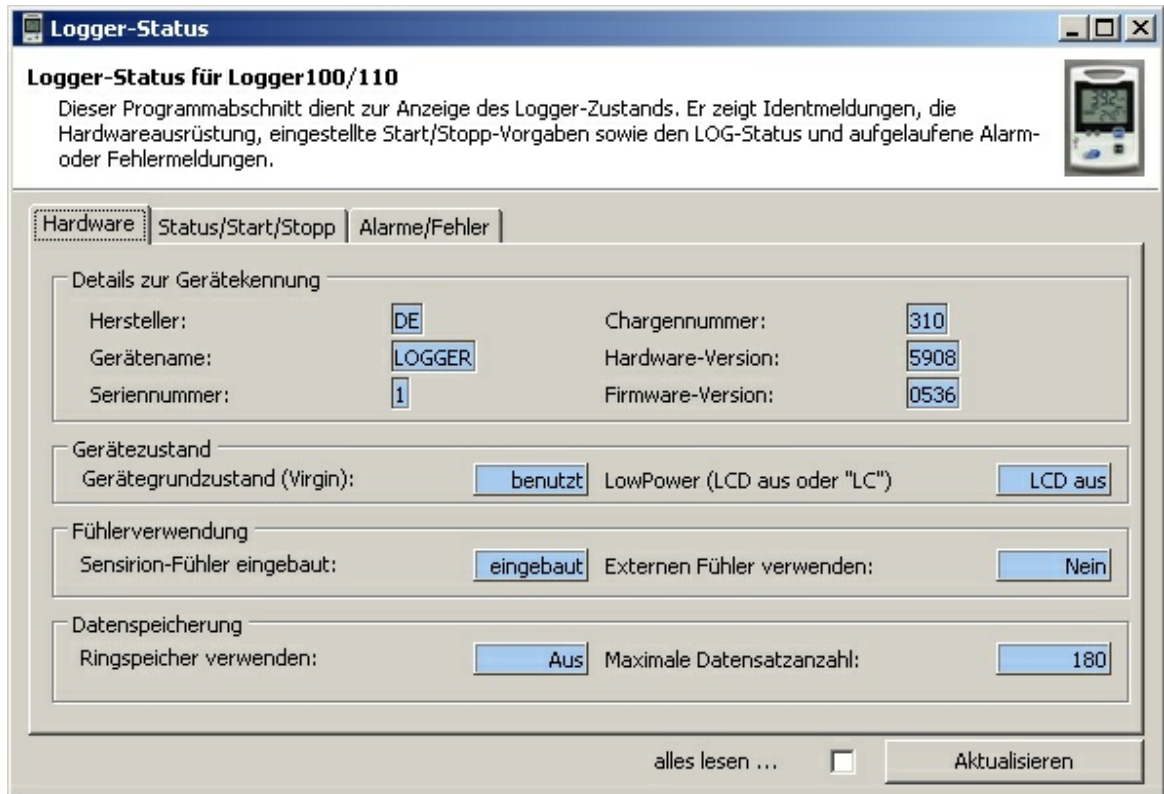 Logger-Status
Logger-Status für Logger100/110
Dieser Programmabschnitt dient zur Anzeige des Logger-Zustands. Er zeigt Identmeldungen, die
Hardwareausrüstung, eingestellte Start/Stopp-Vorgaben sowie den LOG-Status und aufgelaufene Alarm-
oder Fehlermeldungen.
Hardware Status/Start/Stopp Alarme/Fehler
Details zur Gerätekennung
Hersteller: DE Chargennummer: 310
Gerätename: LOGGER Hardware-Version: 5908
Seriennummer: 1 Firmware-Version: 0536
Gerätezustand
Gerätegrundzustand (Virgin): benutzt LowPower (LCD aus oder "LC") LCD aus
Fühlerverwendung
Sensirion-Fühler eingebaut: eingebaut Externen Fühler verwenden: Nein
Datenspeicherung
Ringspeicher verwenden: Aus Maximale Datensatzanzahl: 180
alles lesen ... Aktualisieren